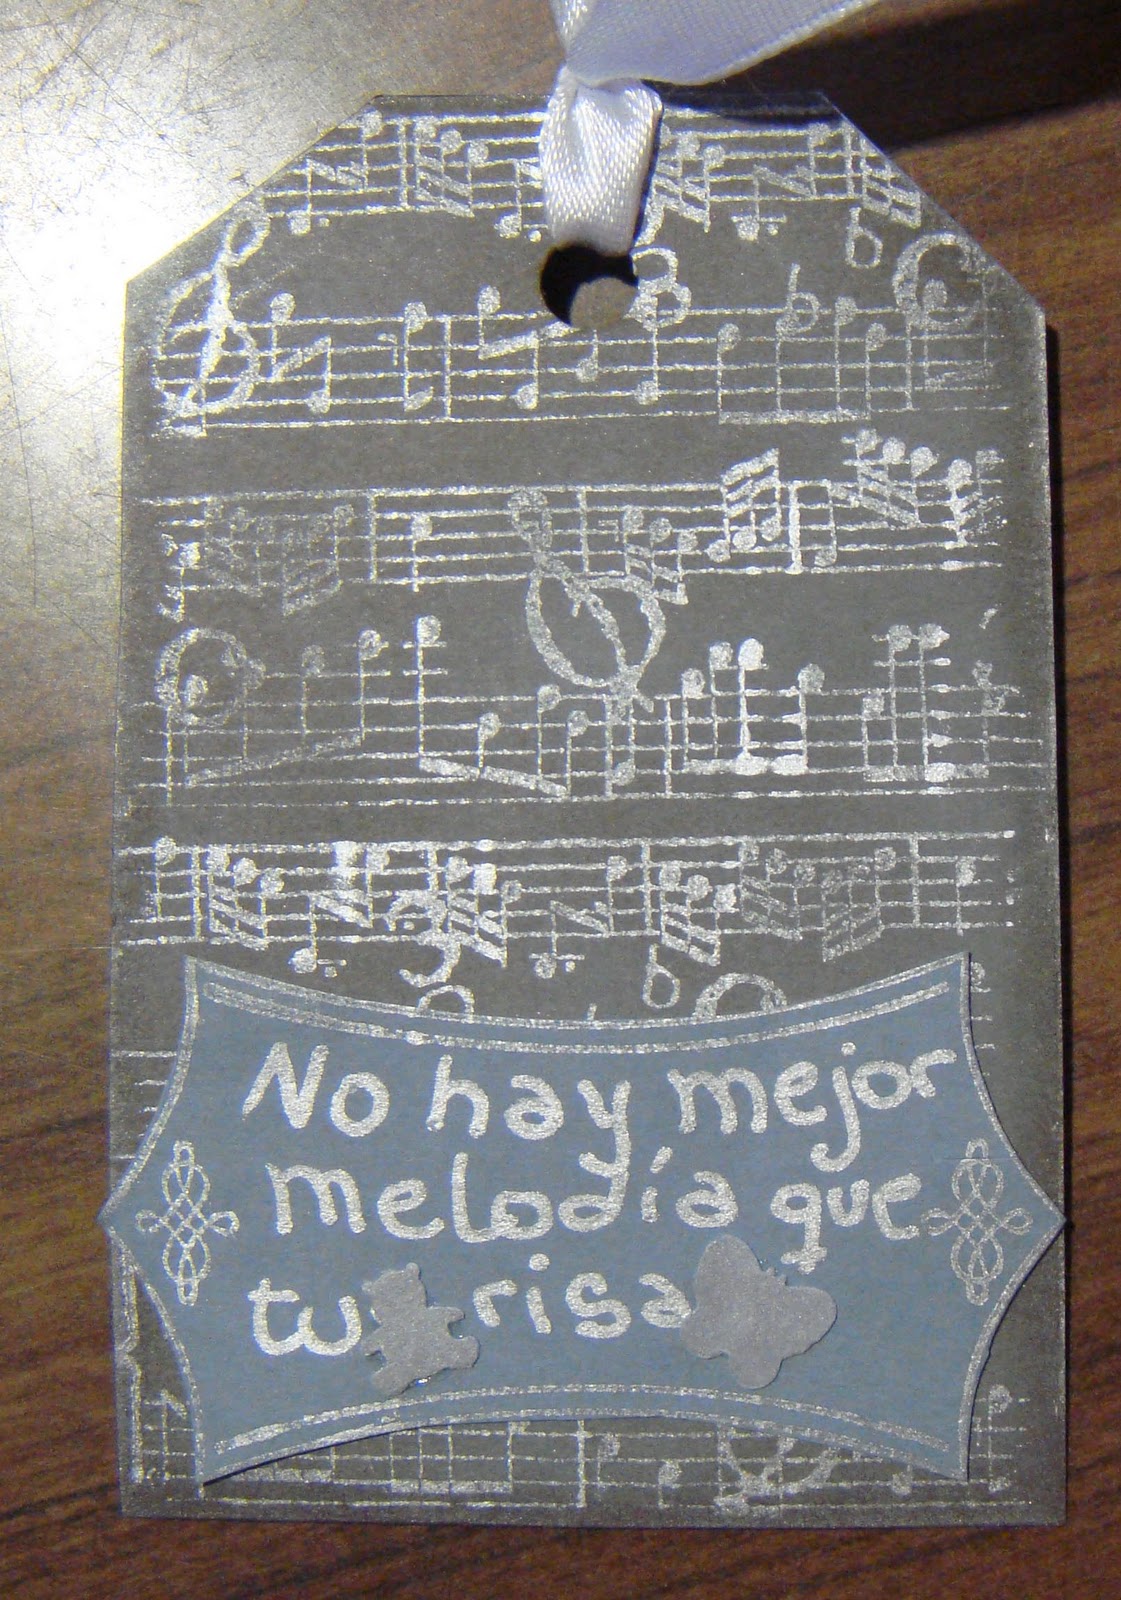 No hay mejor
melodía que
tu risa